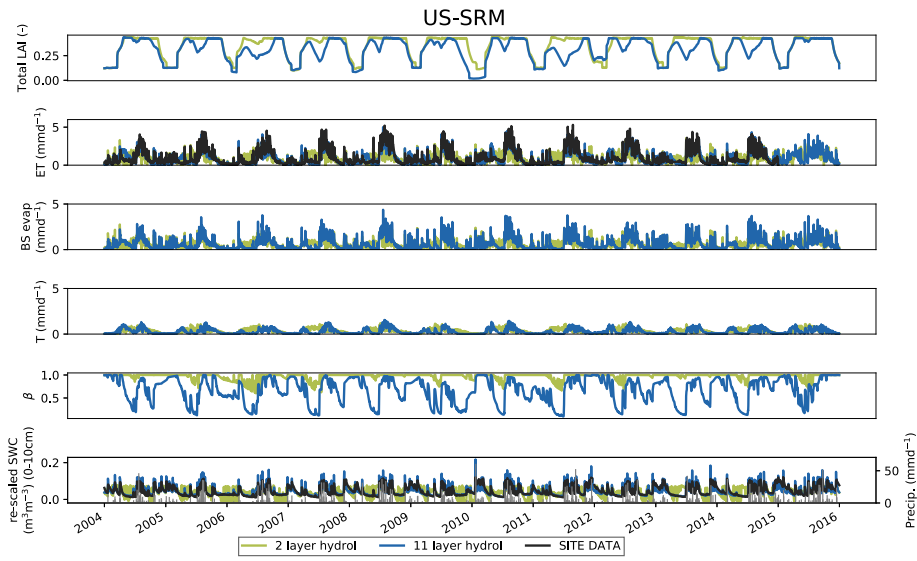 US-SRM
Total LAI (-)
0.25
0.00
ET (mmd⁻¹)
5
0
BS evap
(mmd⁻¹)
5
0
T (mmd⁻¹)
5
0
β
1.0
0.5
re-scaled SWC
(m³m⁻³) (0-10cm)
0.2
0.0
50
0
Precip. (mmd⁻¹)
2004 2005 2006 2007 2008 2009 2010 2011 2012 2013 2014 2015 2016
2 layer hydrol 11 layer hydrol SITE DATA